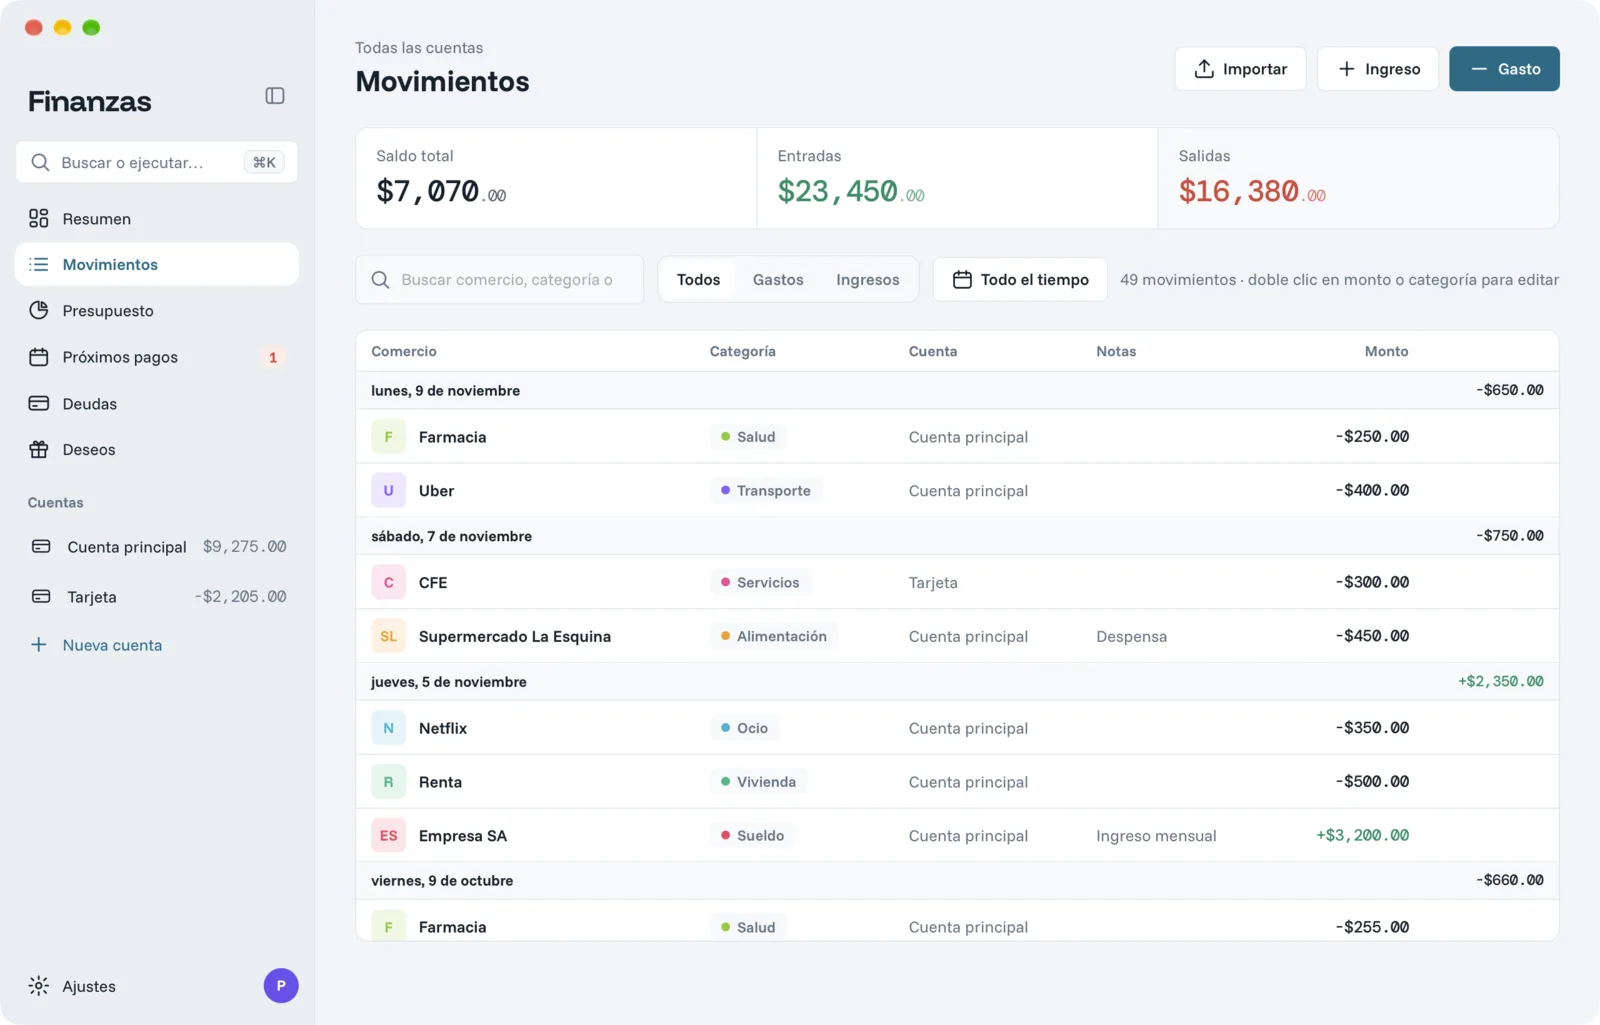 Finanzas
Buscar o ejecutar... ⌘K
Resumen
Movimientos
Presupuesto
Próximos pagos 1
Deudas
Deseos
Cuentas
Cuenta principal $9,275.00
Tarjeta -$2,205.00
Nueva cuenta
Ajustes P
Todas las cuentas
Movimientos
Importar Ingreso Gasto
Saldo total Entradas Salidas
$7,070.00 $23,450.00 $16,380.00
Buscar comercio, categoría o Todos Gastos Ingresos Todo el tiempo 49 movimientos · doble clic en monto o categoría para editar
Comercio Categoría Cuenta Notas Monto
lunes, 9 de noviembre -$650.00
F Farmacia Salud Cuenta principal -$250.00
U Uber Transporte Cuenta principal -$400.00
sábado, 7 de noviembre -$750.00
C CFE Servicios Tarjeta -$300.00
SL Supermercado La Esquina Alimentación Cuenta principal Despensa -$450.00
jueves, 5 de noviembre +$2,350.00
N Netflix Ocio Cuenta principal -$350.00
R Renta Vivienda Cuenta principal -$500.00
ES Empresa SA Sueldo Cuenta principal Ingreso mensual +$3,200.00
viernes, 9 de octubre -$660.00
F Farmacia Salud Cuenta principal -$255.00